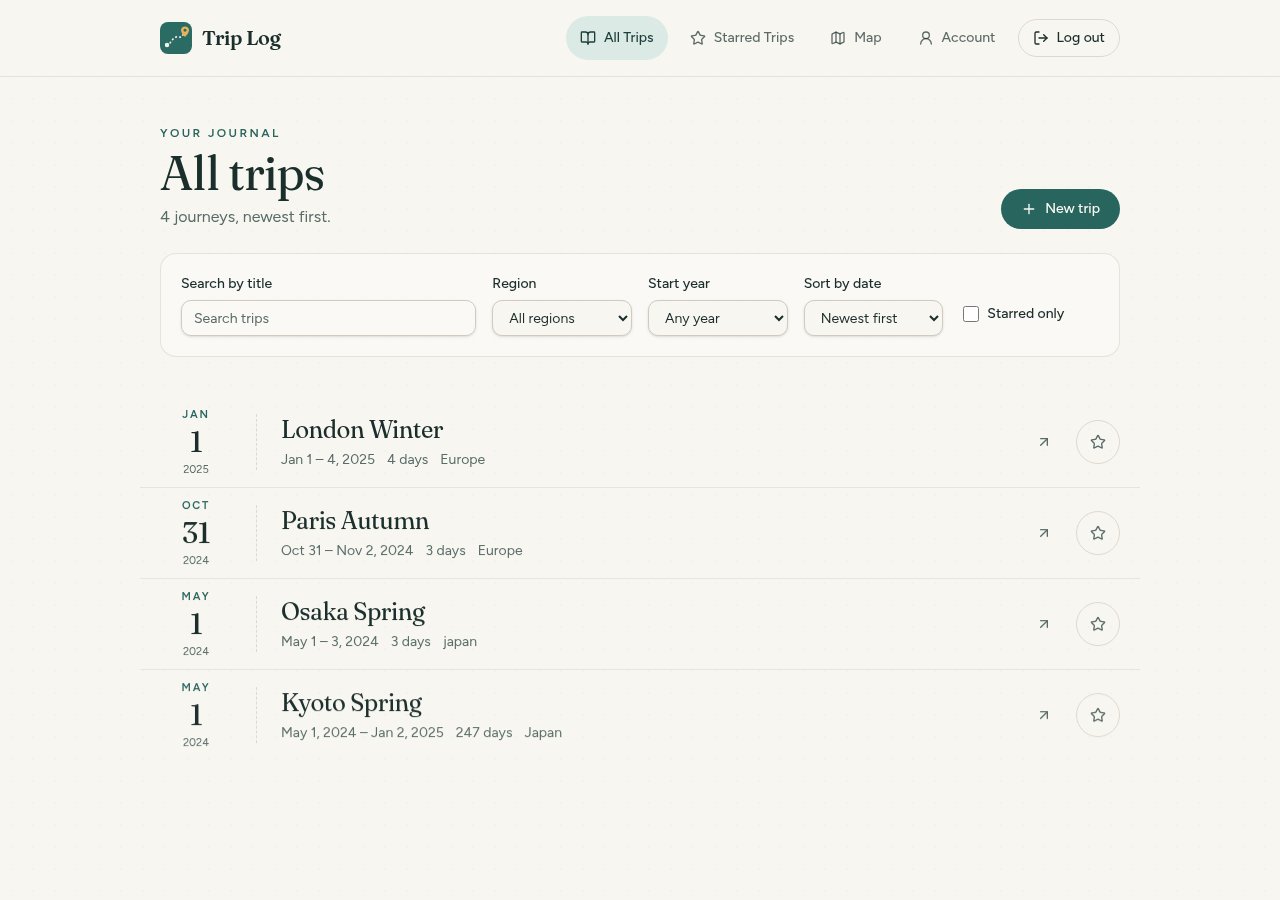 Trip Log
All Trips
Starred Trips
Map
Account
Log out
YOUR JOURNAL
All trips
4 journeys, newest first.
New trip
Search by title
Region
Start year
Sort by date
Search trips
All regions
Any year
Newest first
Starred only
JAN
1
2025
London Winter
Jan 1 – 4, 2025 4 days Europe
OCT
31
2024
Paris Autumn
Oct 31 – Nov 2, 2024 3 days Europe
MAY
1
2024
Osaka Spring
May 1 – 3, 2024 3 days japan
MAY
1
2024
Kyoto Spring
May 1, 2024 – Jan 2, 2025 247 days Japan